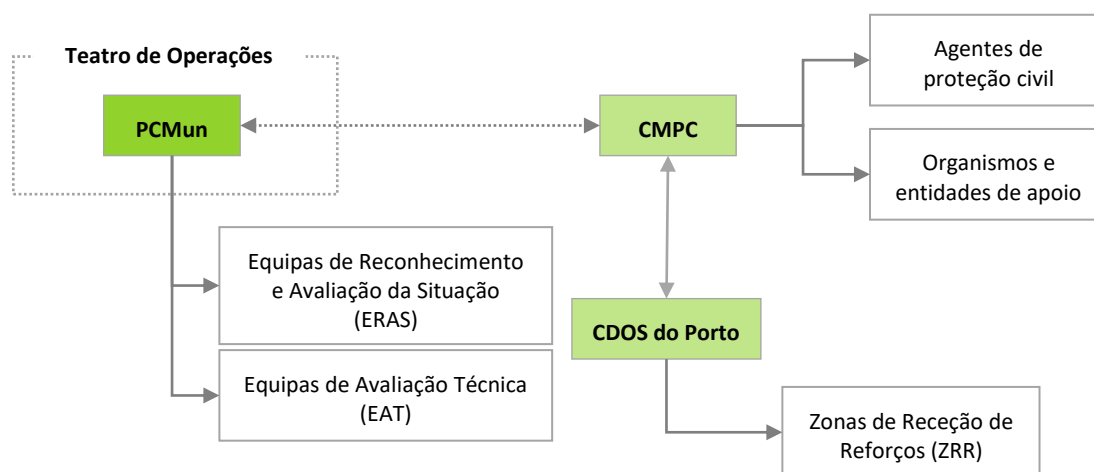 Teatro de Operações
PCMun
CMPC
Agentes de
proteção civil
Organismos e
entidades de apoio
Equipas de Reconhecimento
e Avaliação da Situação
(ERAS)
CDOS do Porto
Equipas de Avaliação Técnica
(EAT)
Zonas de Receção de
Reforços (ZRR)